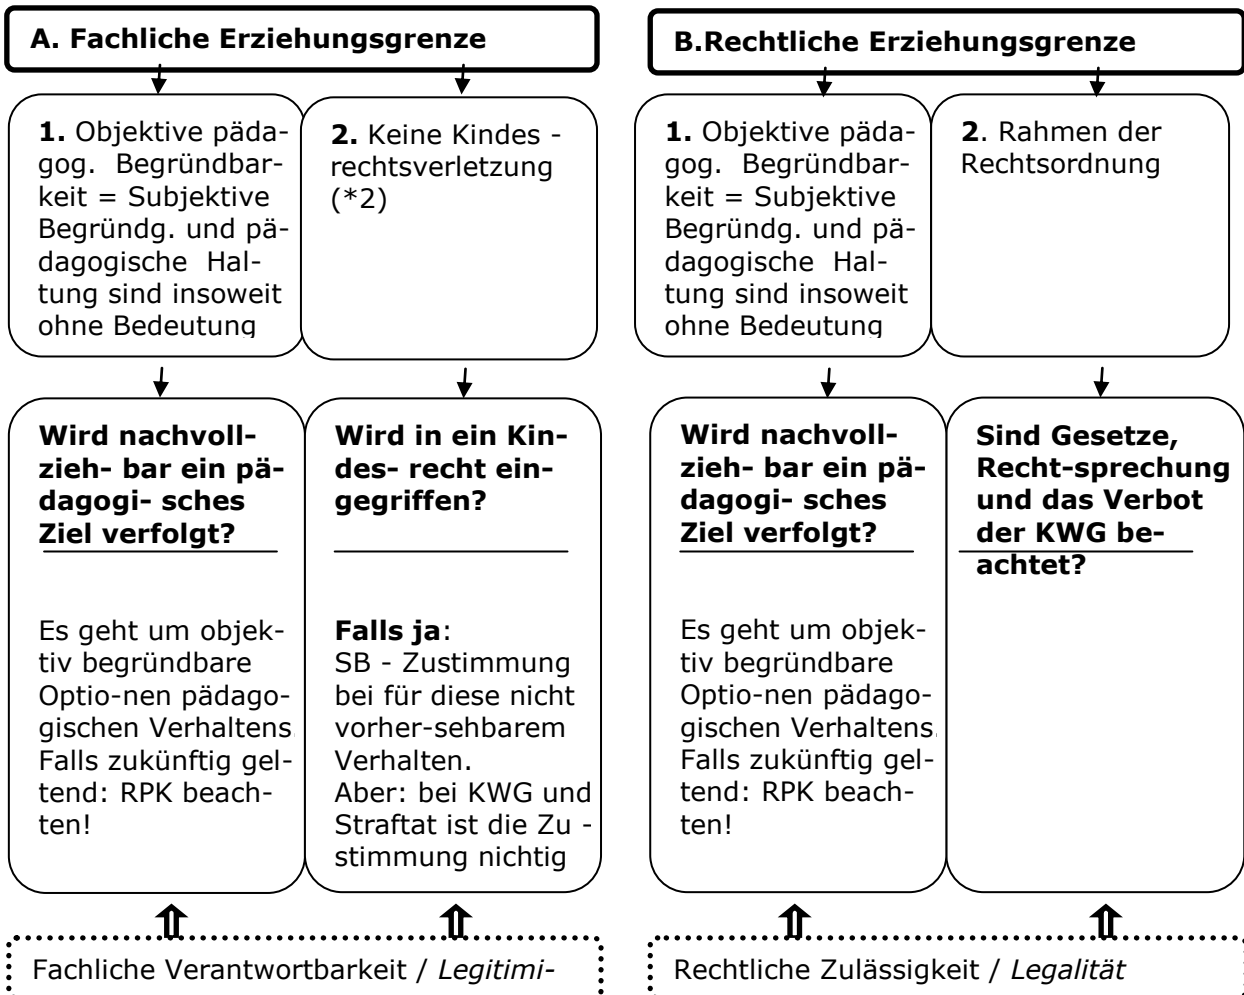 A. Fachliche Erziehungsgrenze
1. Objektive päda-
gog. Begründbar-
keit = Subjektive
Begründg. und pä-
dagogische Hal-
tung sind insoweit
ohne Bedeutung
2. Keine Kindes -
rechtsverletzung
(*2)
Wird nachvoll-
zieh- bar ein pä-
dagogi- sches
Ziel verfolgt?
Es geht um objek-
tiv begründbare
Optio-nen pädago-
gischen Verhaltens.
Falls zukünftig gel-
tend: RPK beach-
ten!
Wird in ein Kin-
des- recht ein-
gegriffen?
Falls ja:
SB - Zustimmung
bei für diese nicht
vorher-sehbarem
Verhalten.
Aber: bei KWG und
Straftat ist die Zu -
stimmung nichtig
Fachliche Verantwortbarkeit / Legitimi-
B.Rechtliche Erziehungsgrenze
1. Objektive päda-
gog. Begründbar-
keit = Subjektive
Begründg. und pä-
dagogische Hal-
tung sind insoweit
ohne Bedeutung
2. Rahmen der
Rechtsordnung
Wird nachvoll-
zieh- bar ein pä-
dagogi- sches
Ziel verfolgt?
Es geht um objek-
tiv begründbare
Optio-nen pädago-
gischen Verhaltens.
Falls zukünftig gel-
tend: RPK beach-
ten!
Sind Gesetze,
Recht-sprechung
und das Verbot
der KWG be-
achtet?
Rechtliche Zulässigkeit / Legalität